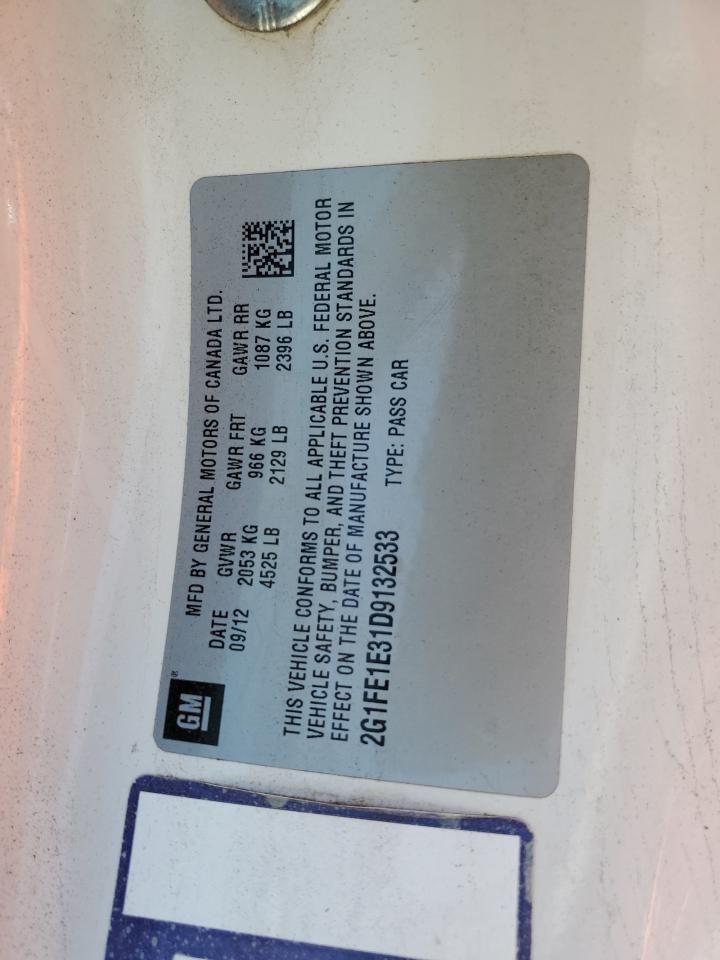 GM
MFD BY GENERAL MOTORS OF CANADA LTD.
DATE GVWR GAWR FRT GAWR RR
09/12 2053 KG 966 KG 1087 KG
4525 LB 2129 LB 2396 LB
THIS VEHICLE CONFORMS TO ALL APPLICABLE U.S. FEDERAL MOTOR
VEHICLE SAFETY, BUMPER, AND THEFT PREVENTION STANDARDS IN
EFFECT ON THE DATE OF MANUFACTURE SHOWN ABOVE.
2G1FE1E31D9132533 TYPE: PASS CAR